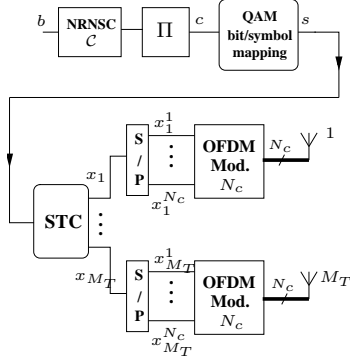 b
NRNSC
C
Π
c
QAM
bit/symbol
mapping
s
STC
x_1
x_{M_T}
S
/
P
x_1^1
x_1^{N_c}
OFDM
Mod.
N_c
N_c
1
S
/
P
x_{M_T}^1
x_{M_T}^{N_c}
OFDM
Mod.
N_c
N_c
M_T